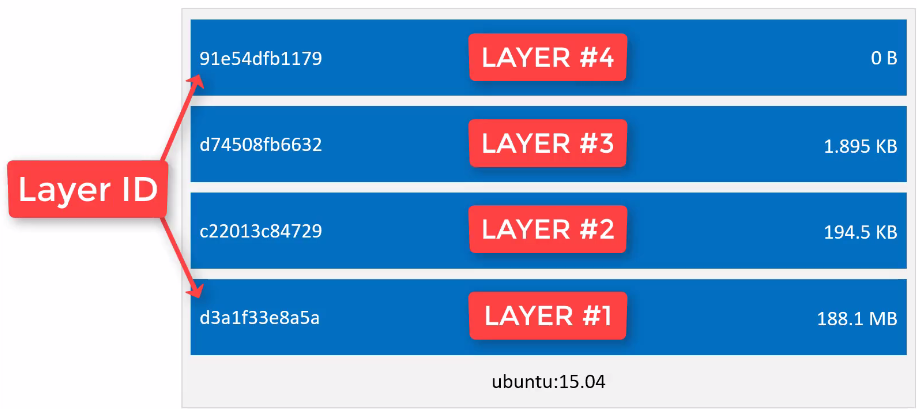 91e54dfb1179 LAYER #4 0 B
d74508fb6632 LAYER #3 1.895 KB
Layer ID
c22013c84729 LAYER #2 194.5 KB
d3a1f33e8a5a LAYER #1 188.1 MB
ubuntu:15.04